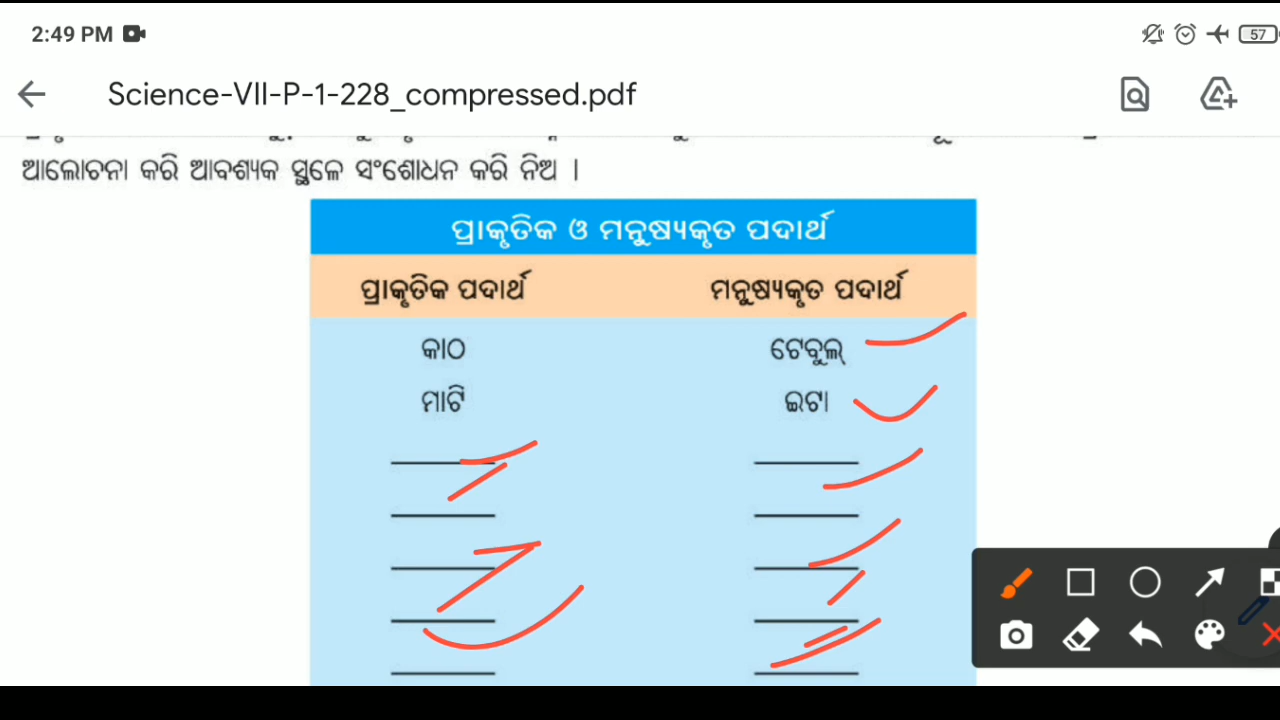 2:49 PM
57
Science-VII-P-1-228_compressed.pdf
ଆଲୋଚନା କରି ଆବଶ୍ୟକ ସ୍ଥଳେ ସଂଶୋଧନ କରି ନିଅ ।
ପ୍ରାକୃତିକ ଓ ମନୁଷ୍ୟକୃତ ପଦାର୍ଥ
ପ୍ରାକୃତିକ ପଦାର୍ଥ ମନୁଷ୍ୟକୃତ ପଦାର୍ଥ
କାଠ ଟେବୁଲ୍
ମାଟି ଇଟା